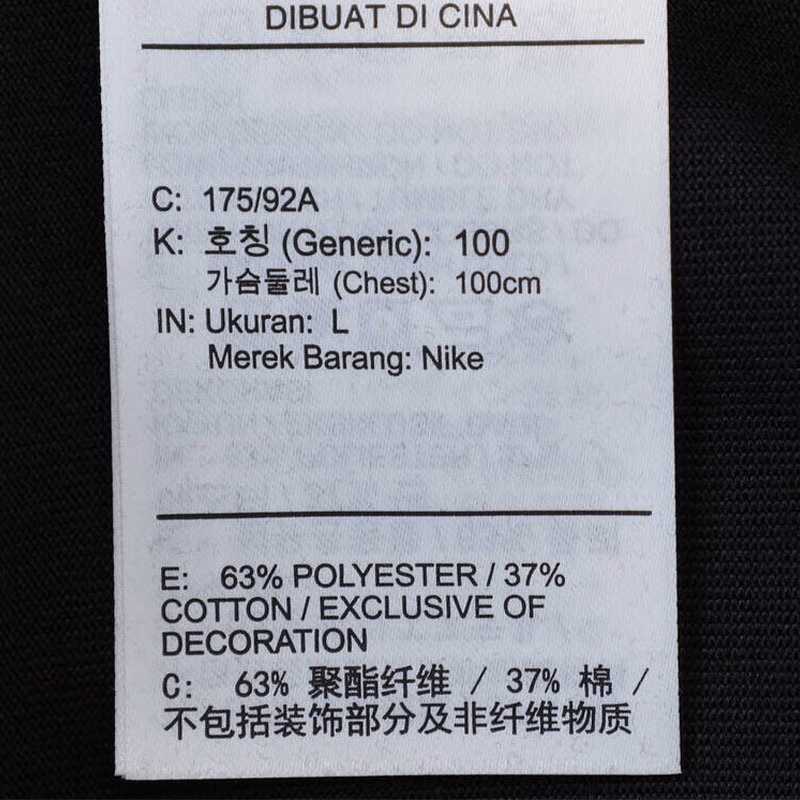 DIBUAT DI CINA
C: 175/92A
K: 호칭 (Generic): 100
가슴둘레 (Chest): 100cm
IN: Ukuran: L
Merek Barang: Nike
E: 63% POLYESTER / 37%
COTTON / EXCLUSIVE OF
DECORATION
C: 63% 聚酯纤维 / 37% 棉 /
不包括装饰部分及非纤维物质